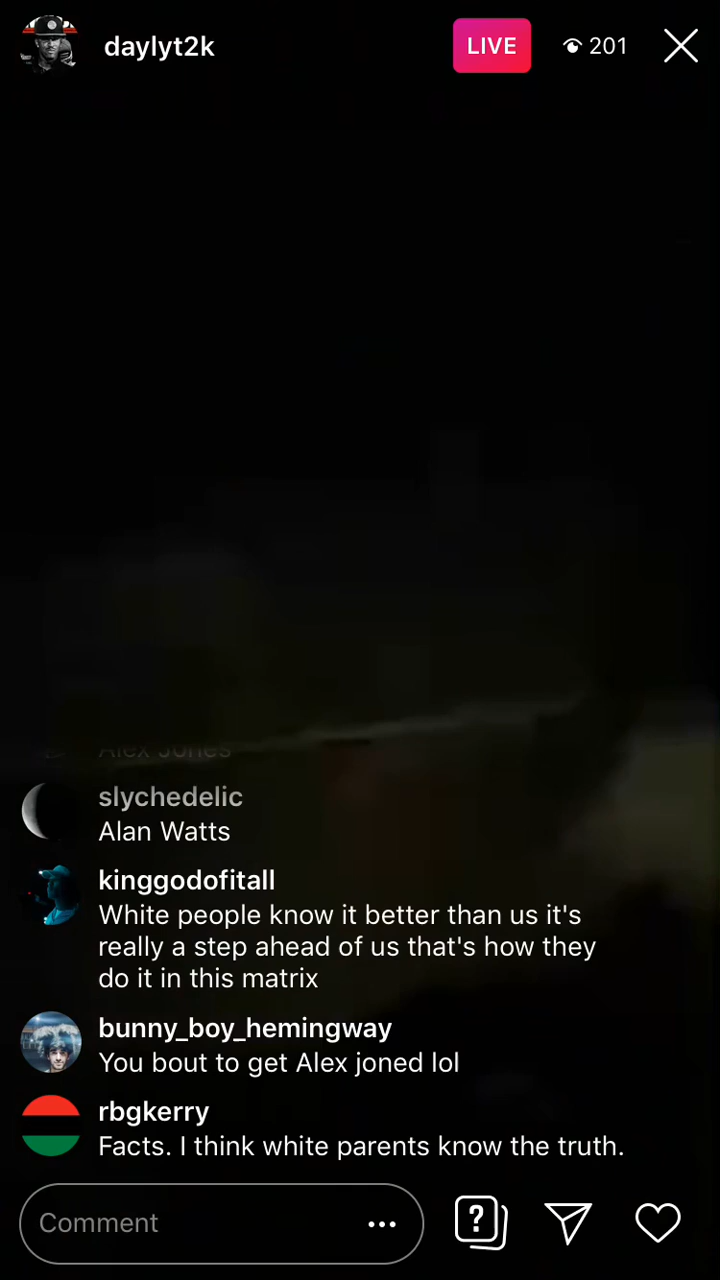 daylyt2k
LIVE
201
Alex Jones
slychedelic
Alan Watts
kinggodofitall
White people know it better than us it's
really a step ahead of us that's how they
do it in this matrix
bunny_boy_hemingway
You bout to get Alex joned lol
rbgkerry
Facts. I think white parents know the truth.
Comment